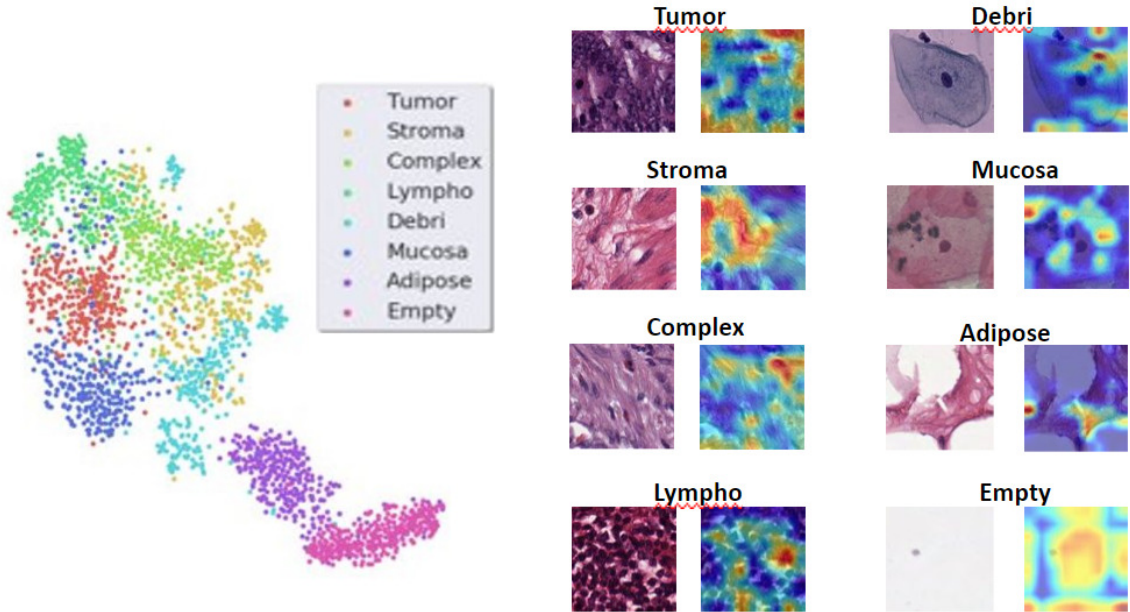 Tumor
Stroma
Complex
Lympho
Debri
Mucosa
Adipose
Empty
Tumor
Debri
Stroma
Mucosa
Complex
Adipose
Lympho
Empty